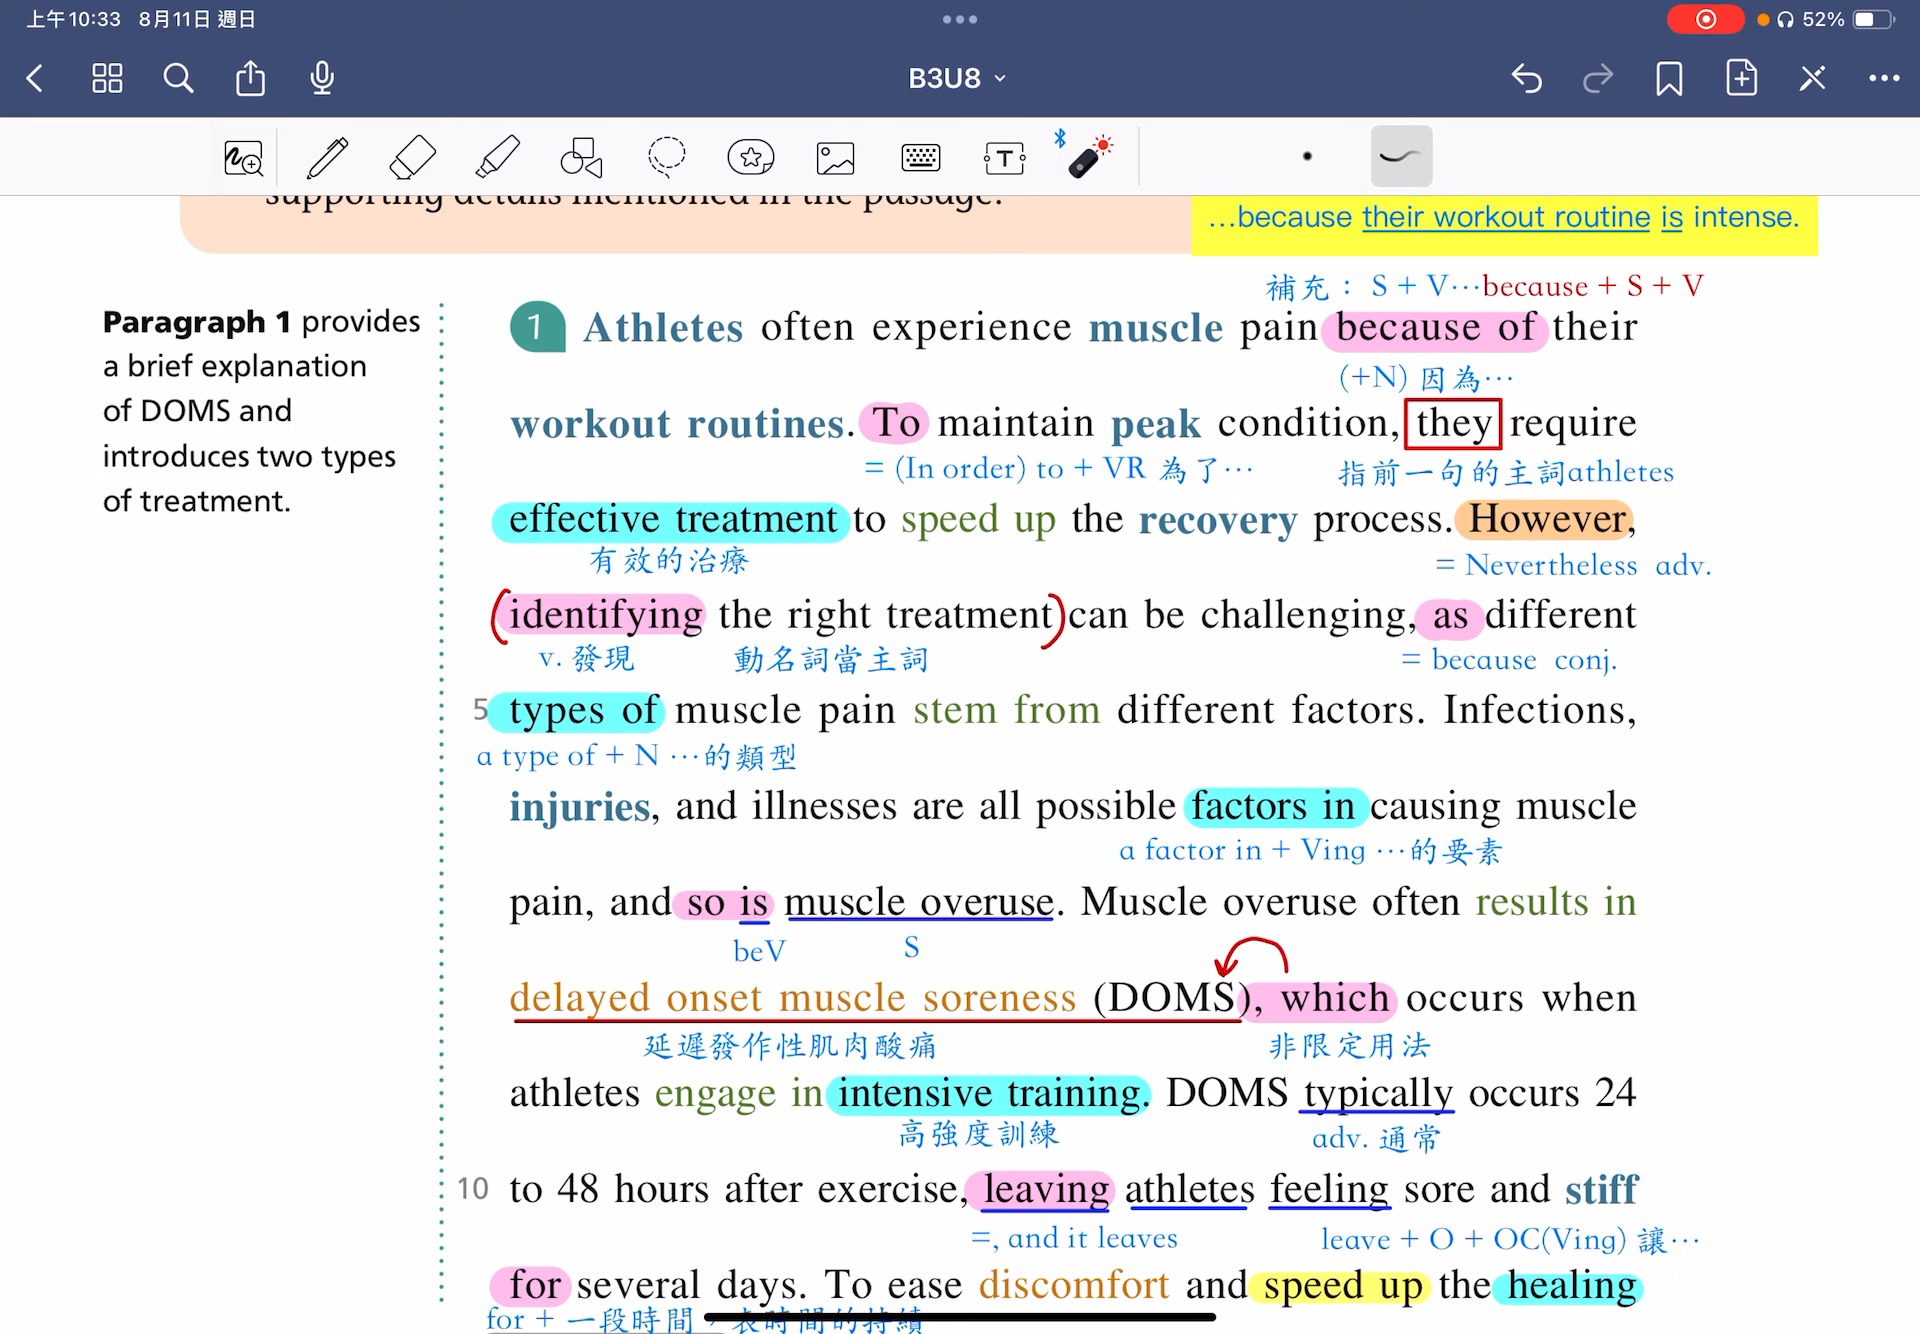 上午10:33 8月11日 週日
52%
B3U8
supporting details mentioned in the passage.
...because their workout routine is intense.
補充： S + V⋯because + S + V
Paragraph 1 provides
a brief explanation
of DOMS and
introduces two types
of treatment.
1 Athletes often experience muscle pain because of their
(+N) 因為⋯
workout routines. To maintain peak condition, they require
= (In order) to + VR 為了⋯ 指前一句的主詞athletes
effective treatment to speed up the recovery process. However,
有效的治療 = Nevertheless adv.
(identifying the right treatment) can be challenging, as different
v. 發現 動名詞當主詞 = because conj.
5 types of muscle pain stem from different factors. Infections,
a type of + N ⋯的類型
injuries, and illnesses are all possible factors in causing muscle
a factor in + Ving ⋯的要素
pain, and so is muscle overuse. Muscle overuse often results in
beV S
delayed onset muscle soreness (DOMS), which occurs when
延遲發作性肌肉酸痛 非限定用法
athletes engage in intensive training. DOMS typically occurs 24
高強度訓練 adv. 通常
10 to 48 hours after exercise, leaving athletes feeling sore and stiff
=, and it leaves leave + O + OC(Ving) 讓⋯
for several days. To ease discomfort and speed up the healing
for + 一段時間，表時間的持續